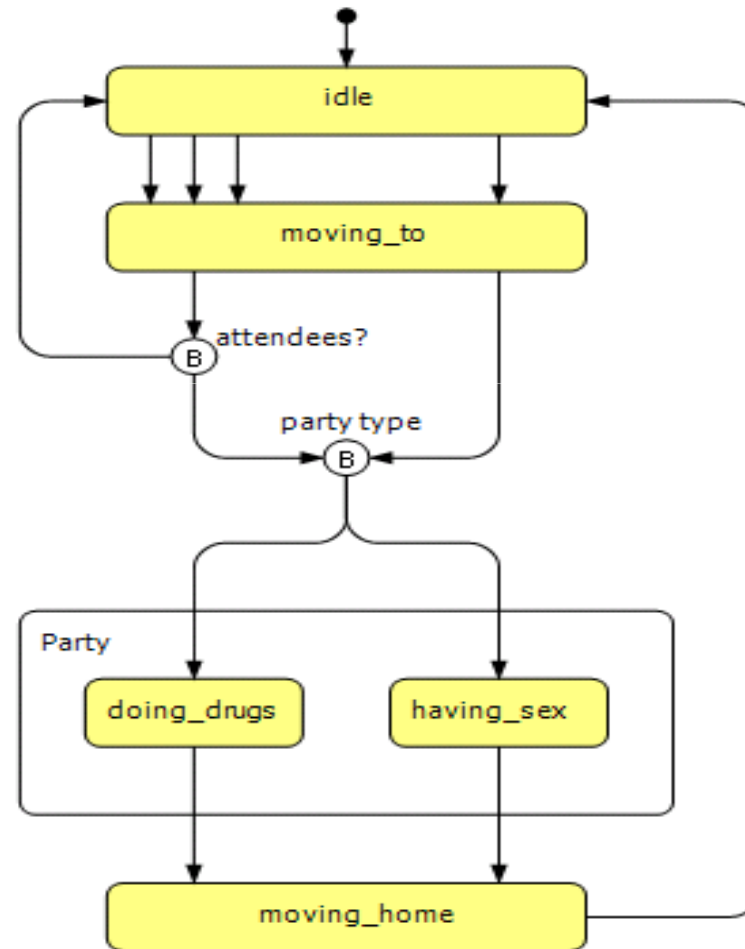 idle
moving_to
attendees?
B
party type
B
Party
doing_drugs
having_sex
moving_home